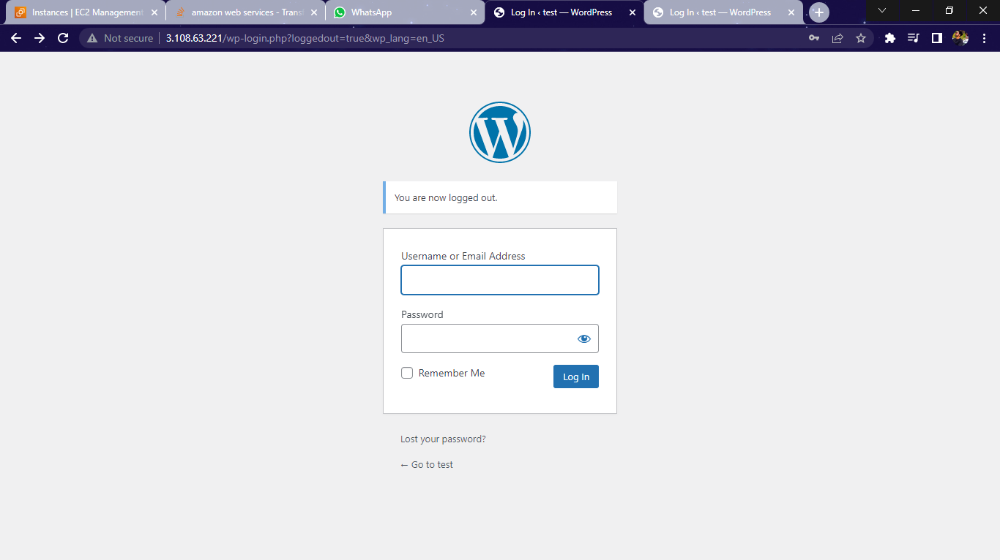 Instances | EC2 Management
amazon web services - Trans
WhatsApp
Log In ‹ test — WordPress
Log In ‹ test — WordPress
Not secure
3.108.63.221/wp-login.php?loggedout=true&wp_lang=en_US
You are now logged out.
Username or Email Address
Password
Remember Me
Log In
Lost your password?
← Go to test